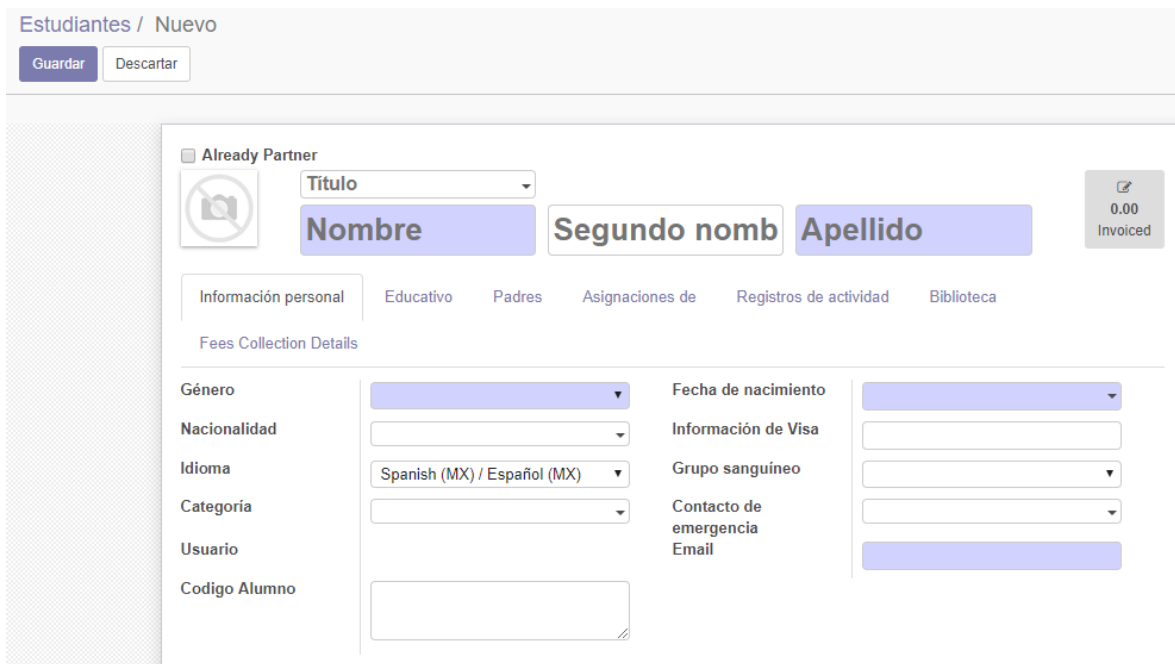 Estudiantes / Nuevo
Guardar Descartar
Already Partner
Título
Nombre Segundo nomb Apellido
0.00
Invoiced
Información personal Educativo Padres Asignaciones de Registros de actividad Biblioteca
Fees Collection Details
Género Fecha de nacimiento
Nacionalidad Información de Visa
Idioma Spanish (MX) / Español (MX) Grupo sanguíneo
Categoría Contacto de
emergencia
Usuario Email
Codigo Alumno